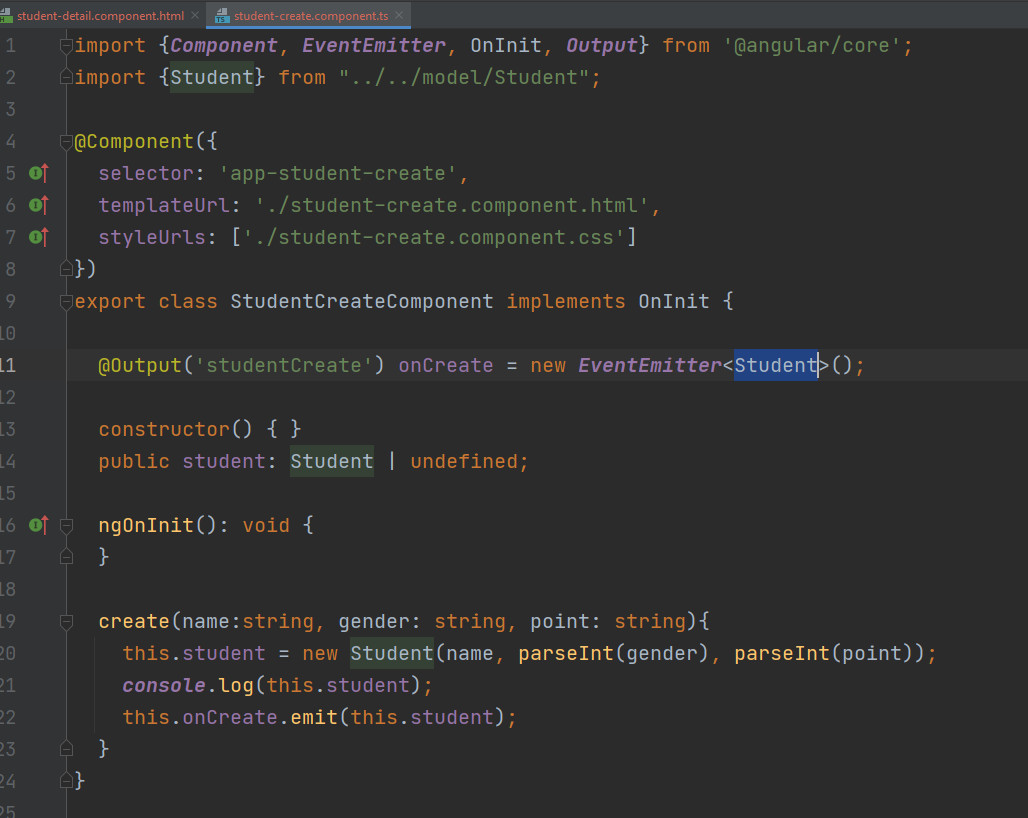 student-detail.component.html
student-create.component.ts
1 import {Component, EventEmitter, OnInit, Output} from '@angular/core';
2 import {Student} from "../../model/Student";
3
4 @Component({
5 selector: 'app-student-create',
6 templateUrl: './student-create.component.html',
7 styleUrls: ['./student-create.component.css']
8 })
9 export class StudentCreateComponent implements OnInit {
10
11 @Output('studentCreate') onCreate = new EventEmitter<Student>();
12
13 constructor() { }
14 public student: Student | undefined;
15
16 ngOnInit(): void {
17 }
18
19 create(name:string, gender: string, point: string){
20 this.student = new Student(name, parseInt(gender), parseInt(point));
21 console.log(this.student);
22 this.onCreate.emit(this.student);
23 }
24 }
25